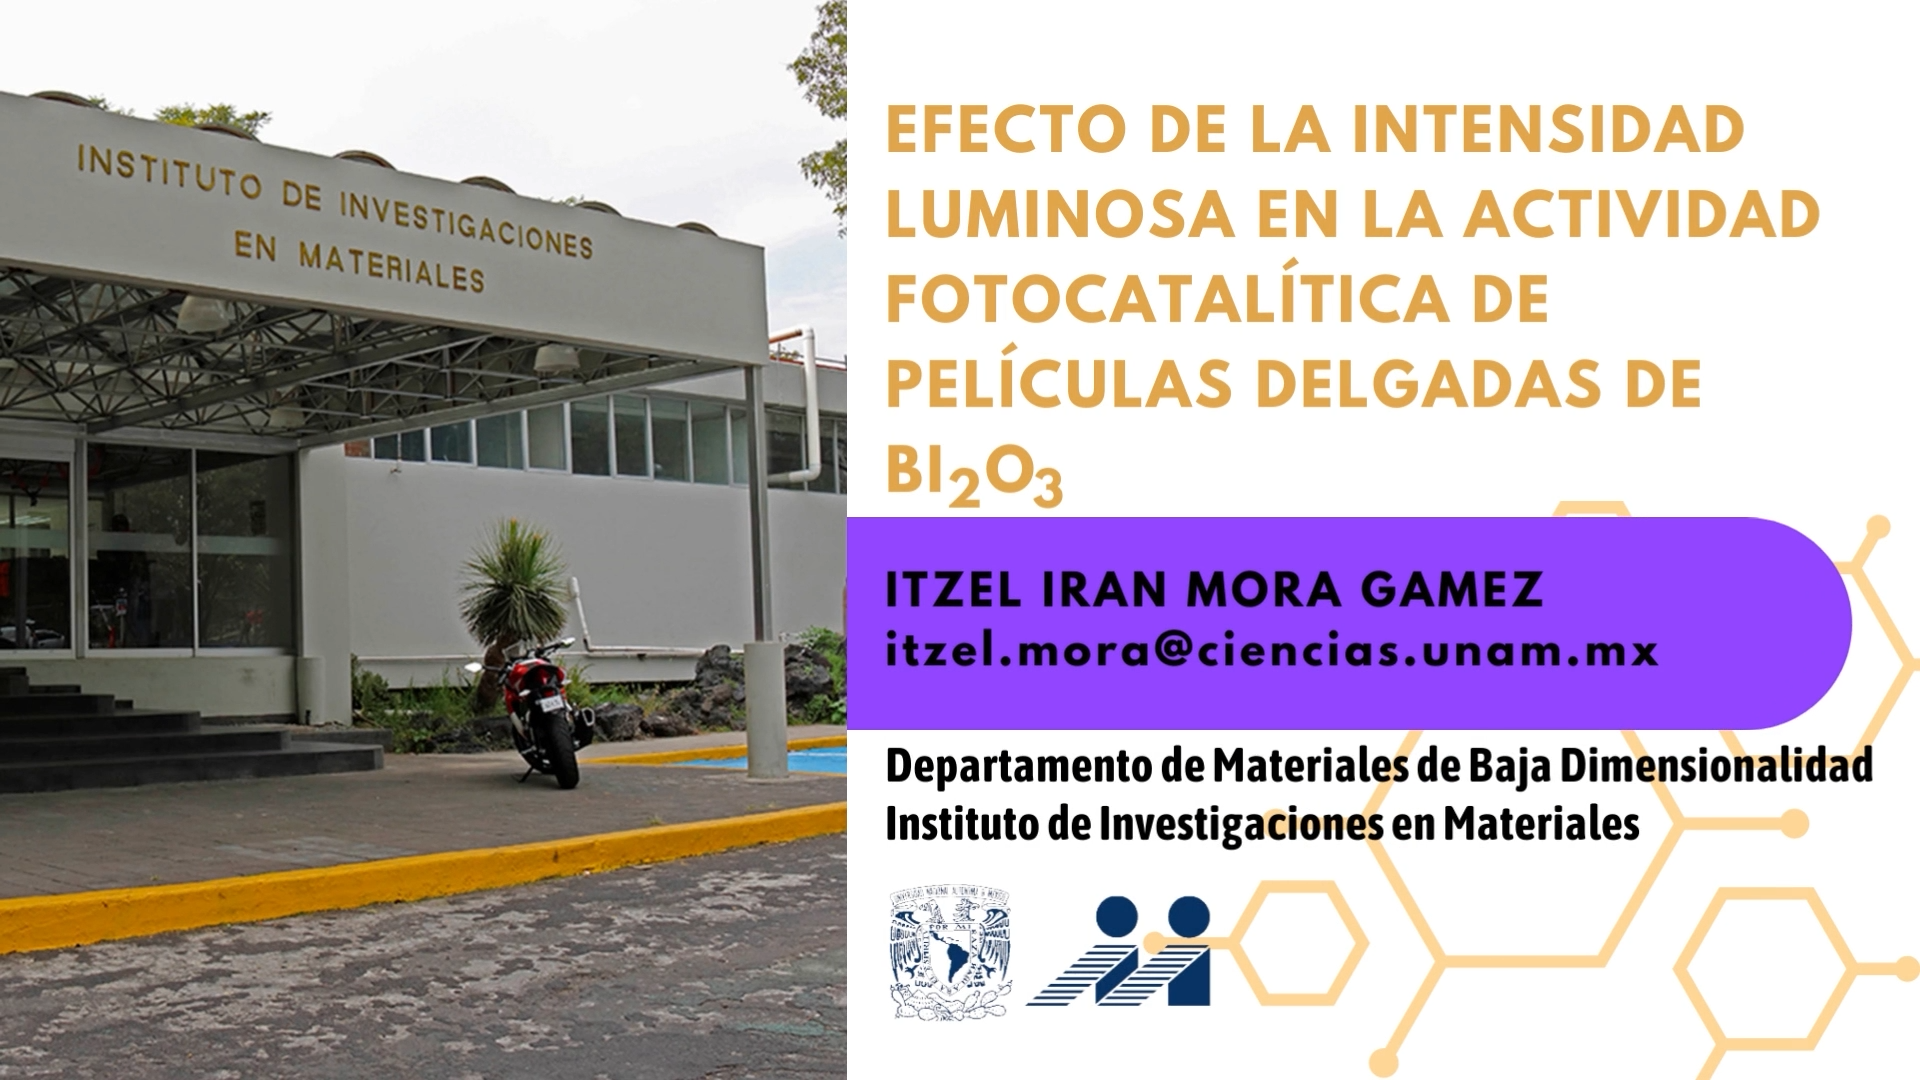 INSTITUTO DE INVESTIGACIONES
EN MATERIALES
EFECTO DE LA INTENSIDAD
LUMINOSA EN LA ACTIVIDAD
FOTOCATALÍTICA DE
PELÍCULAS DELGADAS DE
BI₂O₃
ITZEL IRAN MORA GAMEZ
itzel.mora@ciencias.unam.mx
Departamento de Materiales de Baja Dimensionalidad
Instituto de Investigaciones en Materiales